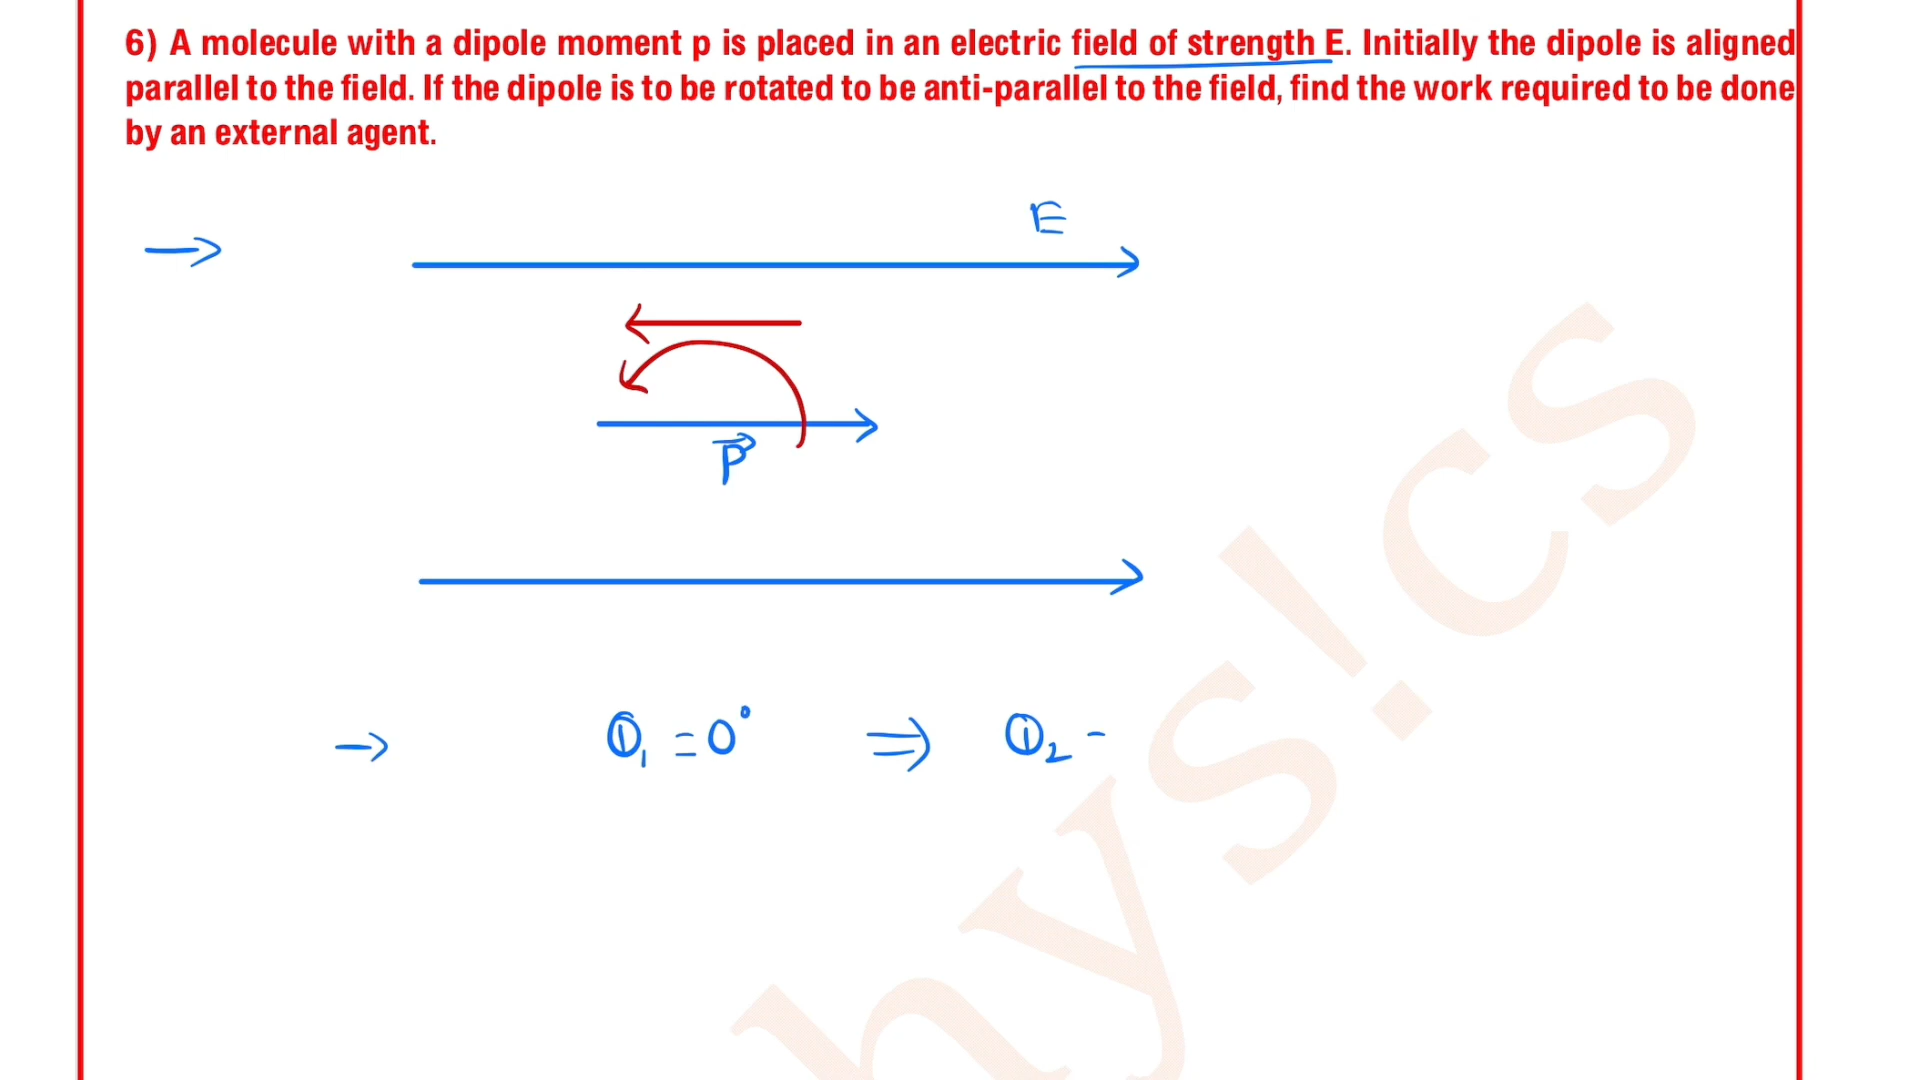 6) A molecule with a dipole moment p is placed in an electric field of strength E. Initially the dipole is aligned
parallel to the field. If the dipole is to be rotated to be anti-parallel to the field, find the work required to be done
by an external agent.
→ E
P⃗
→ θ₁ = 0° ⇒ θ₂ -
hys!cs